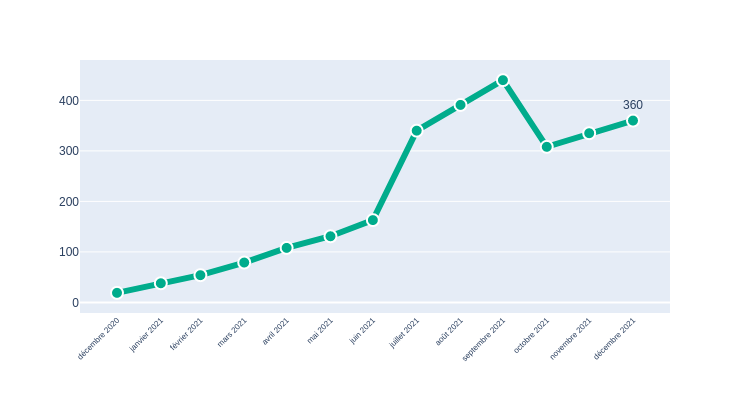 400
300
200
100
0
360
décembre 2020
janvier 2021
février 2021
mars 2021
avril 2021
mai 2021
juin 2021
juillet 2021
août 2021
septembre 2021
octobre 2021
novembre 2021
décembre 2021